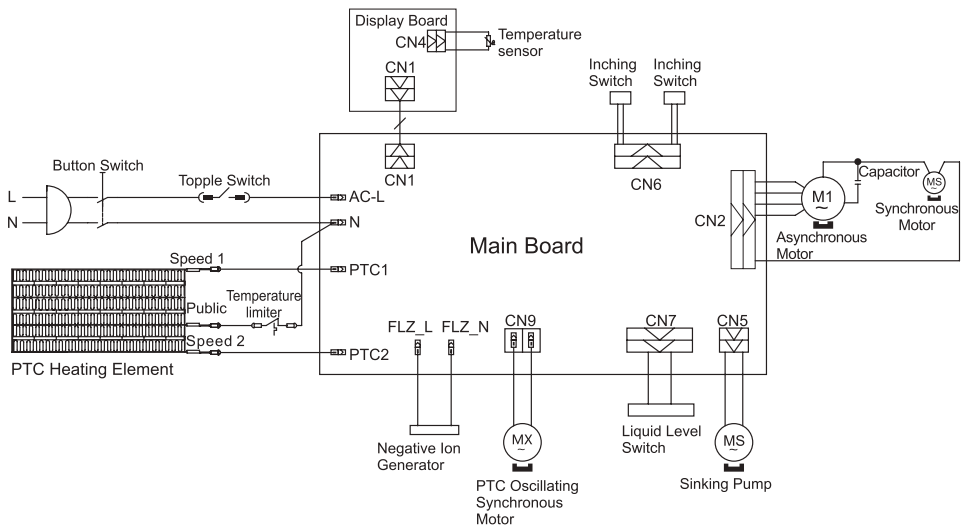 Display Board
CN4
Temperature
sensor
CN1
Inching
Switch
Inching
Switch
CN1
CN6
Button Switch
Topple Switch
L
N
AC-L
N
Main Board
CN2
M1
~
Capacitor
MS
~
Synchronous
Motor
Asynchronous
Motor
Speed 1
PTC1
Public
Temperature
limiter
Speed 2
PTC2
PTC Heating Element
FLZ_L
FLZ_N
CN9
CN7
CN5
Negative Ion
Generator
MX
~
PTC Oscillating
Synchronous
Motor
Liquid Level
Switch
MS
~
Sinking Pump